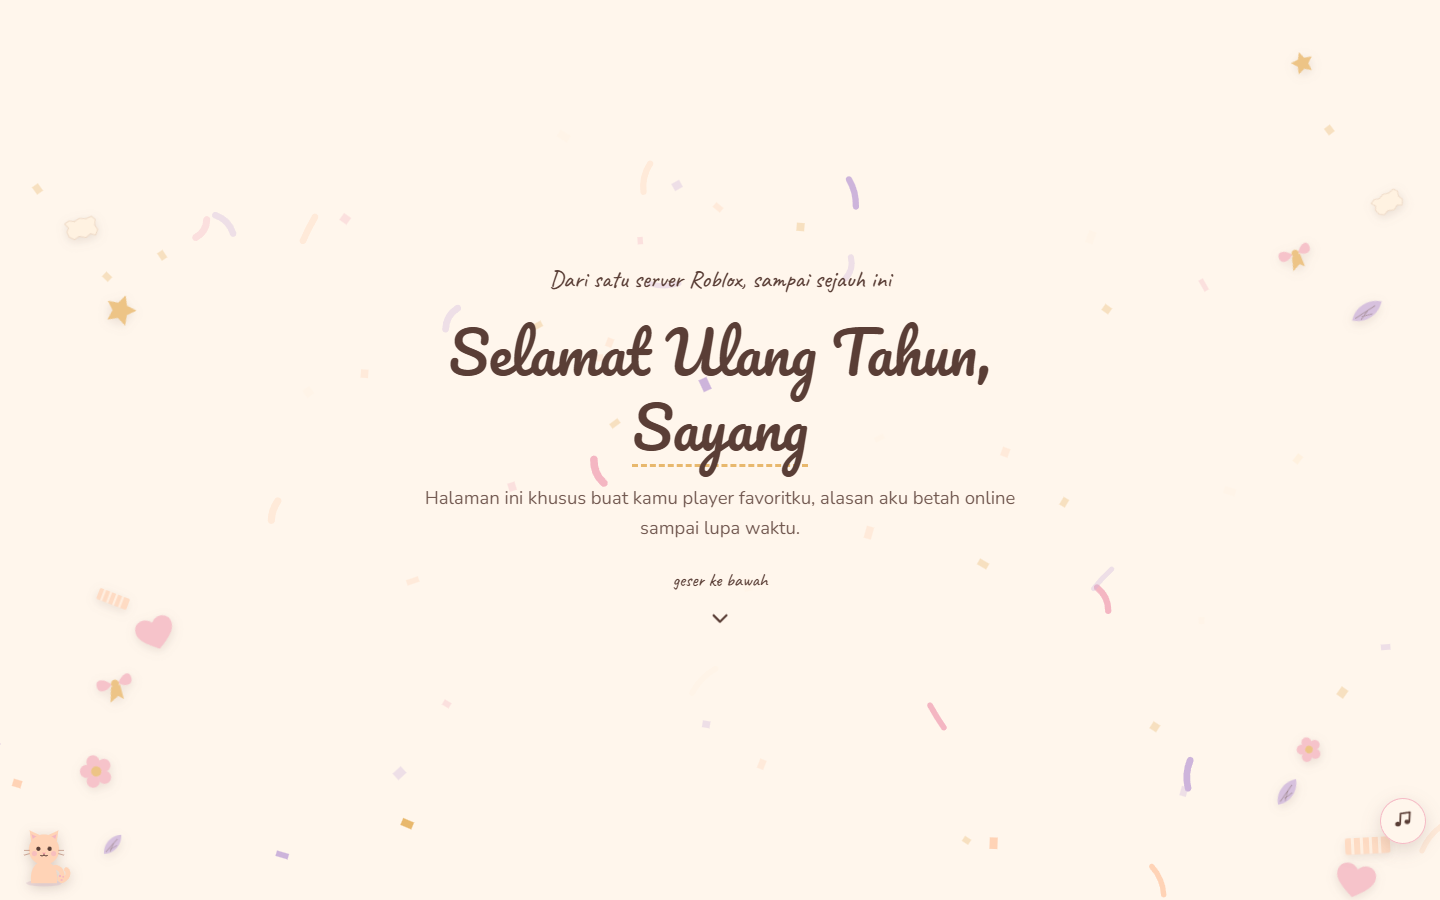 Dari satu server Roblox, sampai sejauh ini
Selamat Ulang Tahun,
Sayang
Halaman ini khusus buat kamu player favoritku, alasan aku betah online
sampai lupa waktu.
geser ke bawah